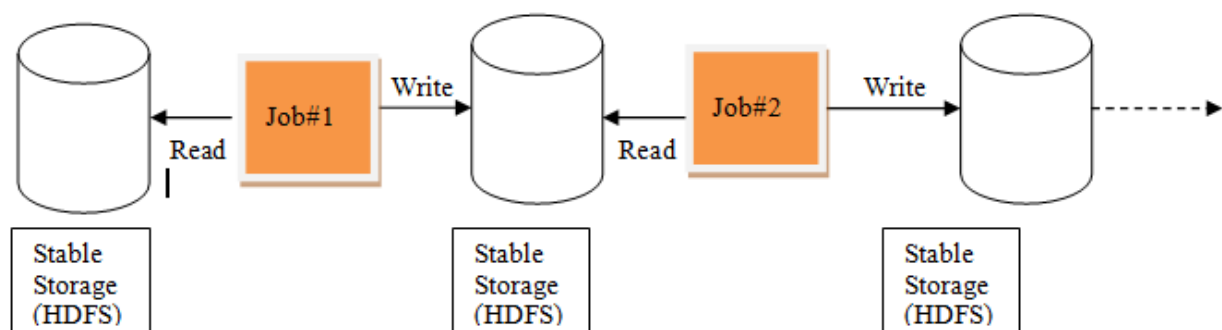 Job#1
Write
Job#2
Write
Read
Read
Stable
Storage
(HDFS)
Stable
Storage
(HDFS)
Stable
Storage
(HDFS)